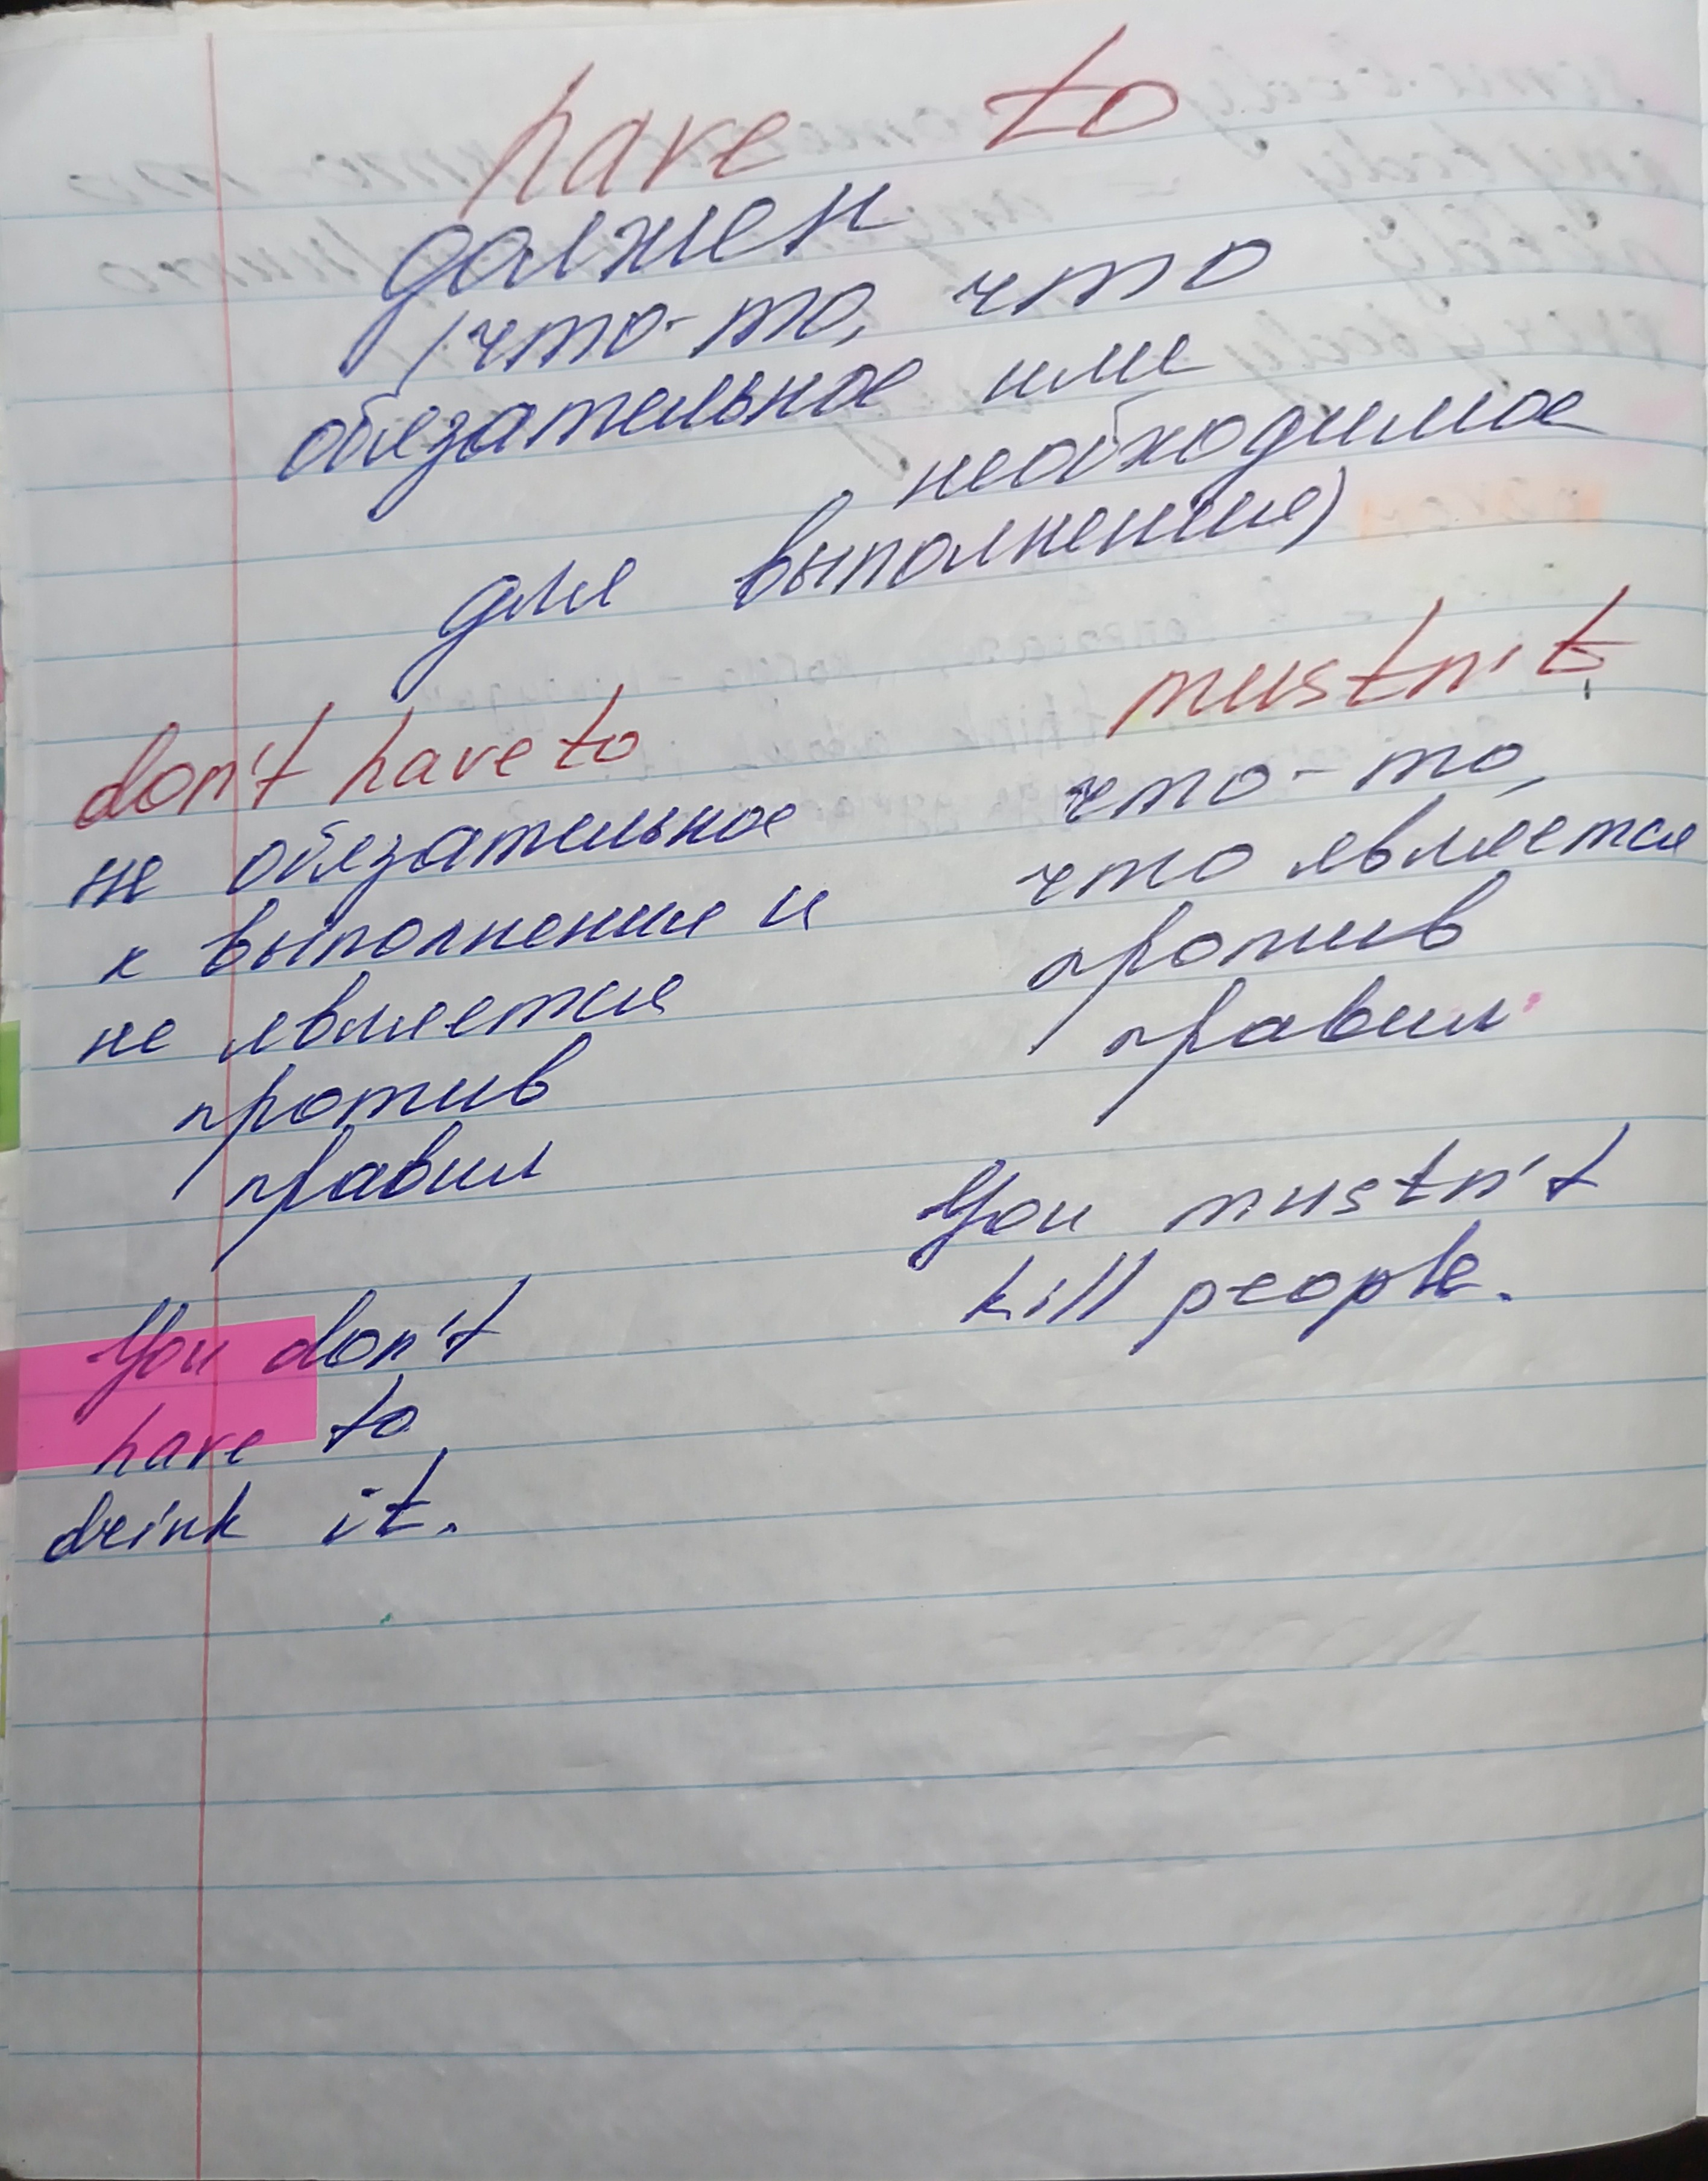 have to
должен
(что-то, что
обязательное или
необходимое
для выполнения)
don't have to
не обязательное
к выполнения и
не является
против
правил
You don't
have to
drink it.
mustn't
что-то,
что является
против
правил
You mustn't
kill people.